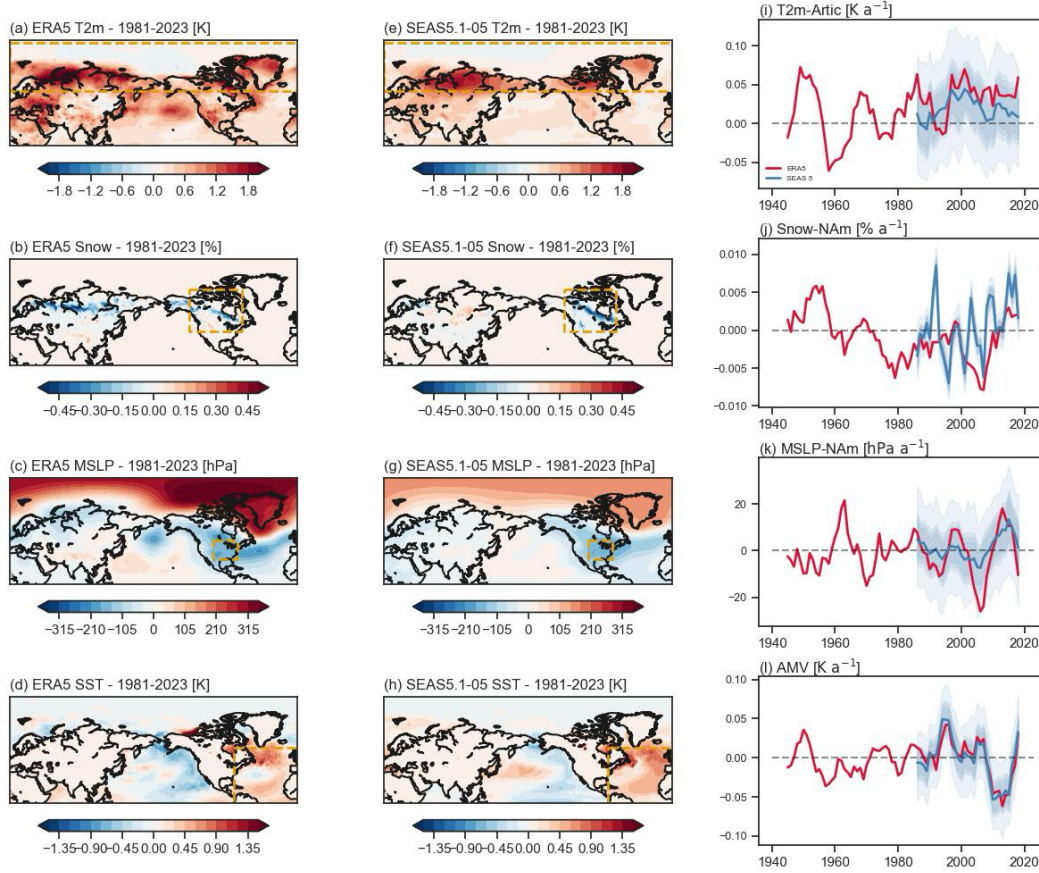 (a) ERA5 T2m - 1981-2023 [K]
−1.8 −1.2 −0.6 0.0 0.6 1.2 1.8
(e) SEAS5.1-05 T2m - 1981-2023 [K]
−1.8 −1.2 −0.6 0.0 0.6 1.2 1.8
(i) T2m-Artic [K a⁻¹]
0.10
0.05
0.00
−0.05
ERA5
SEAS 5
1940 1960 1980 2000 2020
(b) ERA5 Snow - 1981-2023 [%]
−0.45−0.30−0.15 0.00 0.15 0.30 0.45
(f) SEAS5.1-05 Snow - 1981-2023 [%]
−0.45−0.30−0.15 0.00 0.15 0.30 0.45
(j) Snow-NAm [% a⁻¹]
0.010
0.005
0.000
−0.005
−0.010
1940 1960 1980 2000 2020
(c) ERA5 MSLP - 1981-2023 [hPa]
−315−210−105 0 105 210 315
(g) SEAS5.1-05 MSLP - 1981-2023 [hPa]
−315−210−105 0 105 210 315
(k) MSLP-NAm [hPa a⁻¹]
20
0
−20
1940 1960 1980 2000 2020
(d) ERA5 SST - 1981-2023 [K]
−1.35−0.90−0.45 0.00 0.45 0.90 1.35
(h) SEAS5.1-05 SST - 1981-2023 [K]
−1.35−0.90−0.45 0.00 0.45 0.90 1.35
(l) AMV [K a⁻¹]
0.10
0.05
0.00
−0.05
−0.10
1940 1960 1980 2000 2020